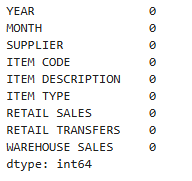 YEAR 0
MONTH 0
SUPPLIER 0
ITEM CODE 0
ITEM DESCRIPTION 0
ITEM TYPE 0
RETAIL SALES 0
RETAIL TRANSFERS 0
WAREHOUSE SALES 0
dtype: int64